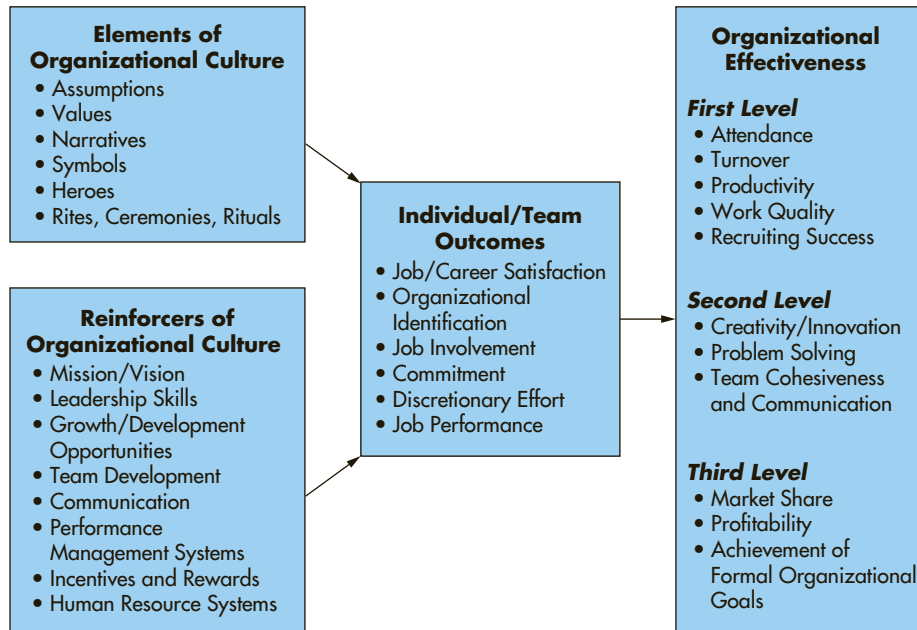 Elements of
Organizational Culture
• Assumptions
• Values
• Narratives
• Symbols
• Heroes
• Rites, Ceremonies, Rituals
Reinforcers of
Organizational Culture
• Mission/Vision
• Leadership Skills
• Growth/Development
Opportunities
• Team Development
• Communication
• Performance
Management Systems
• Incentives and Rewards
• Human Resource Systems
Individual/Team
Outcomes
• Job/Career Satisfaction
• Organizational
Identification
• Job Involvement
• Commitment
• Discretionary Effort
• Job Performance
Organizational
Effectiveness
First Level
• Attendance
• Turnover
• Productivity
• Work Quality
• Recruiting Success
Second Level
• Creativity/Innovation
• Problem Solving
• Team Cohesiveness
and Communication
Third Level
• Market Share
• Profitability
• Achievement of
Formal Organizational
Goals